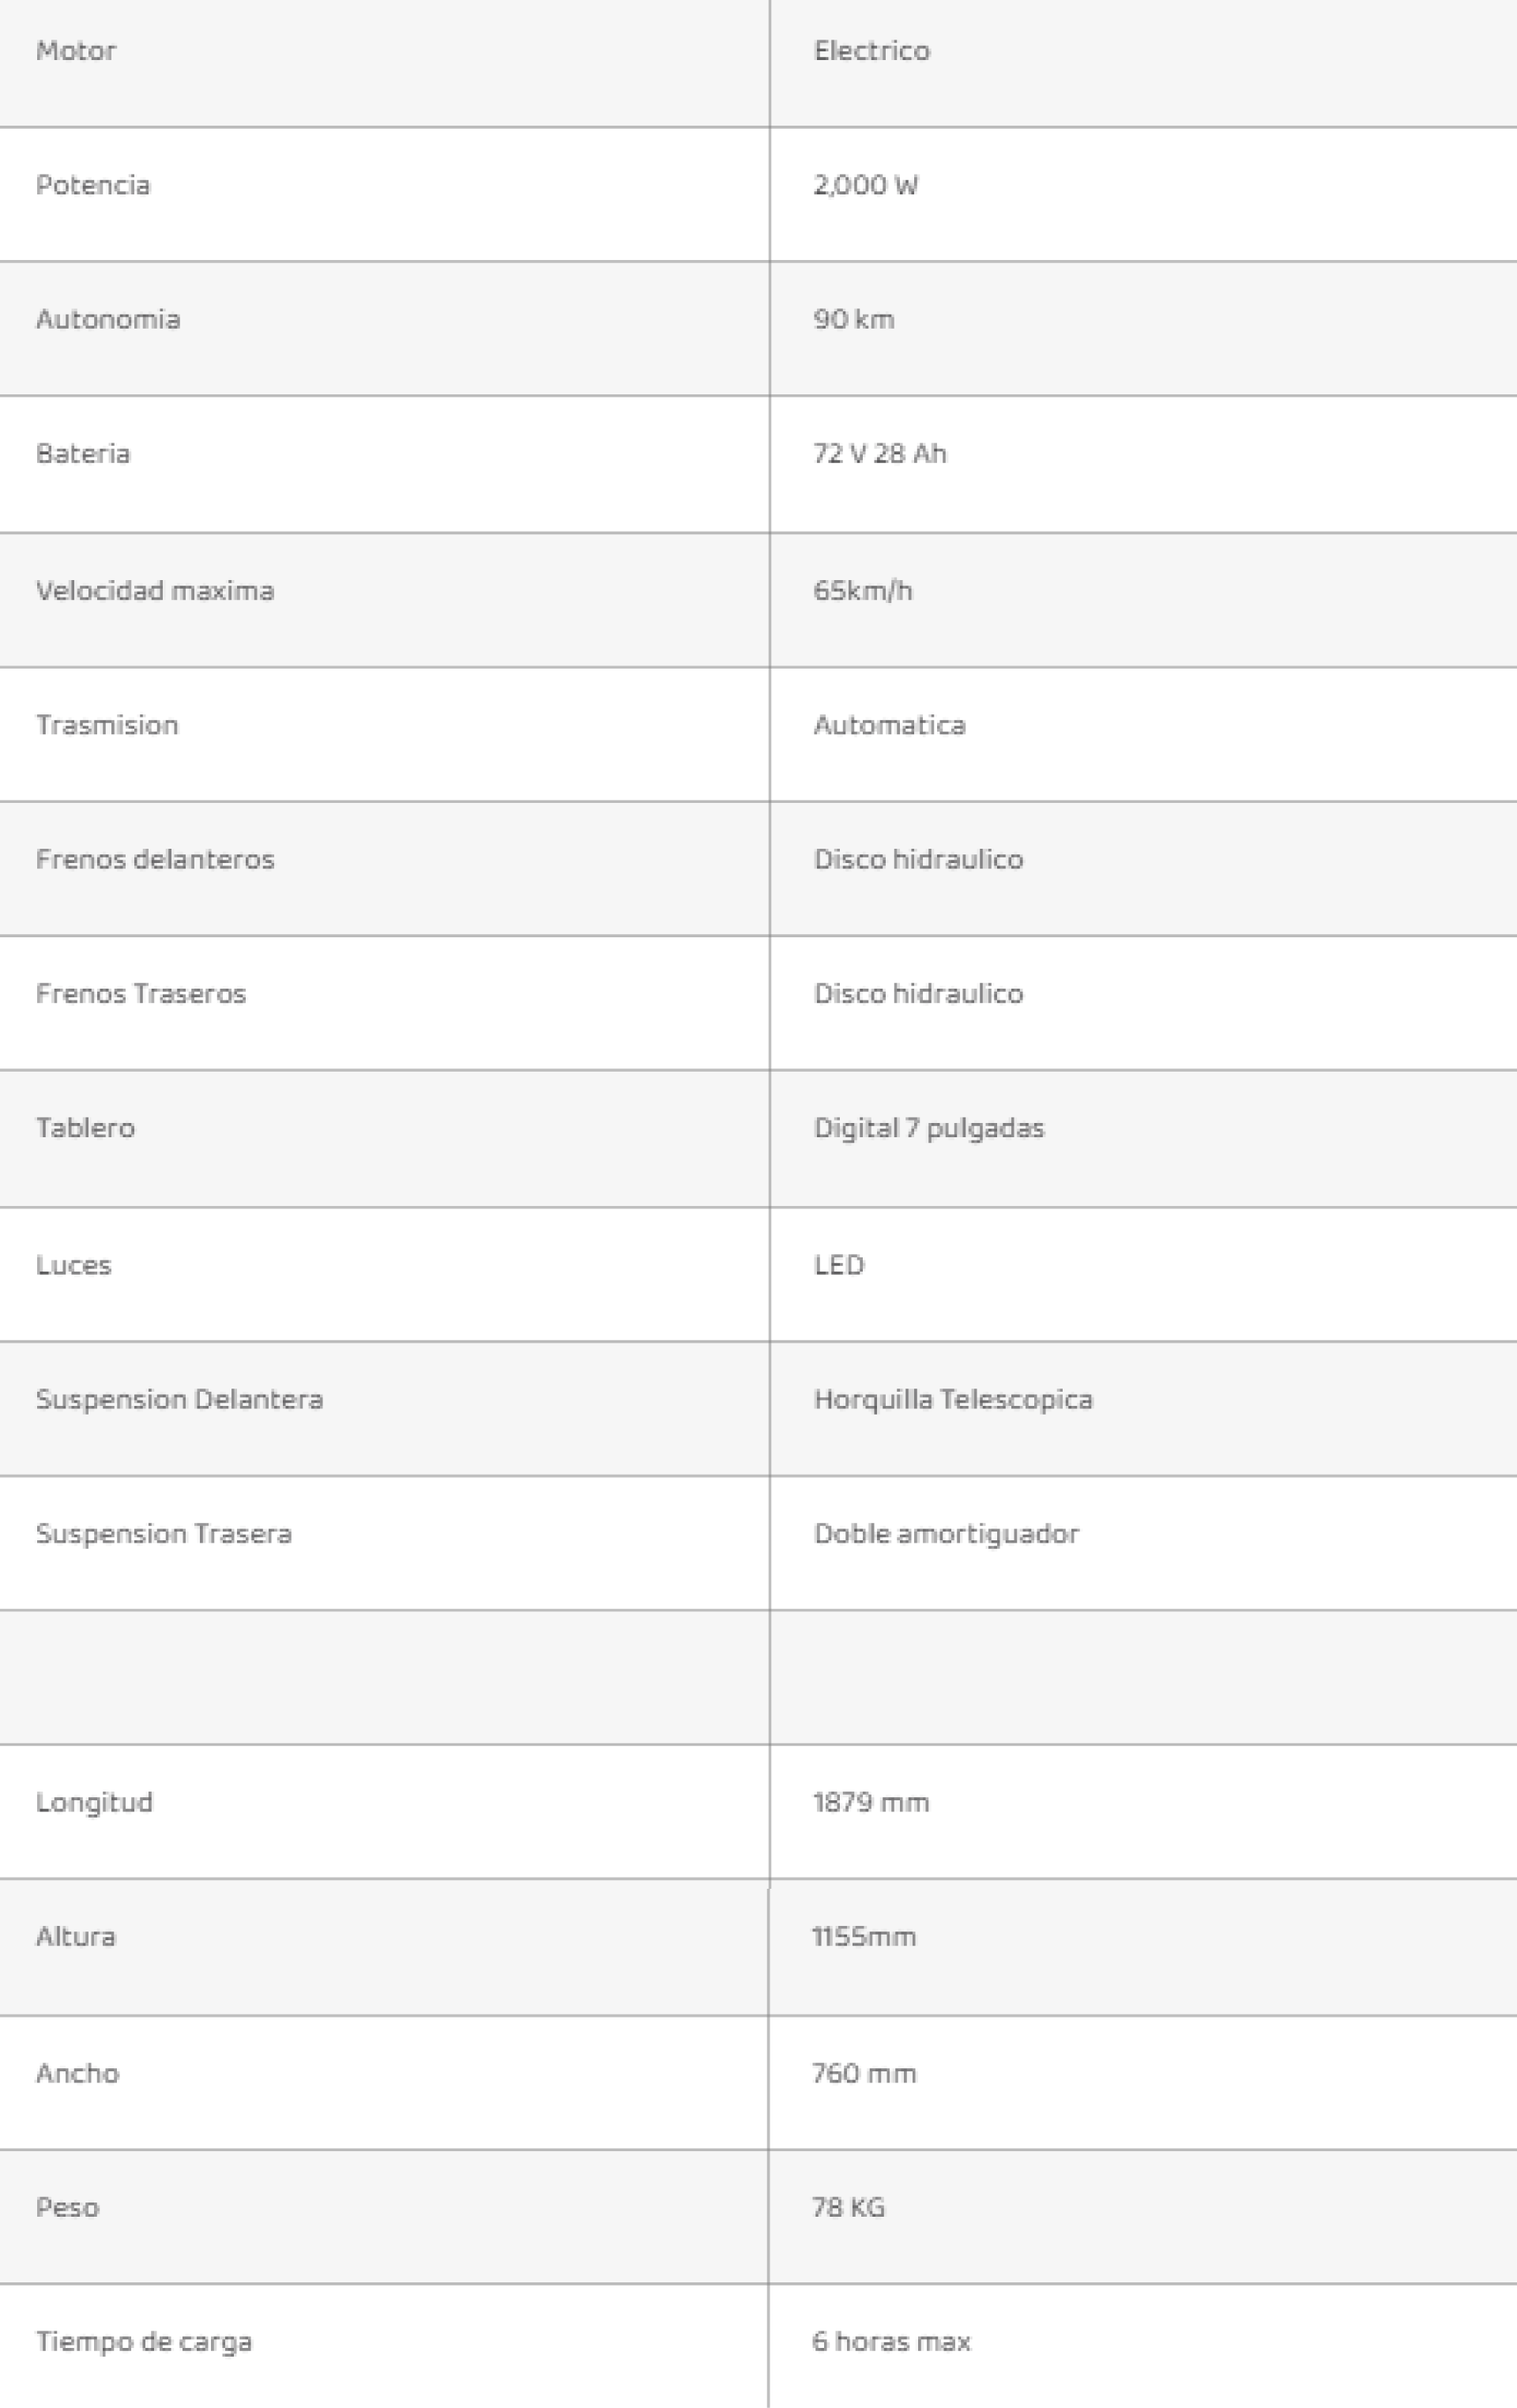 Motor Electrico
Potencia 2,000 W
Autonomia 90 km
Bateria 72 V 28 Ah
Velocidad maxima 65km/h
Trasmision Automatica
Frenos delanteros Disco hidraulico
Frenos Traseros Disco hidraulico
Tablero Digital 7 pulgadas
Luces LED
Suspension Delantera Horquilla Telescopica
Suspension Trasera Doble amortiguador
Longitud 1879 mm
Altura 1155mm
Ancho 760 mm
Peso 78 KG
Tiempo de carga 6 horas max